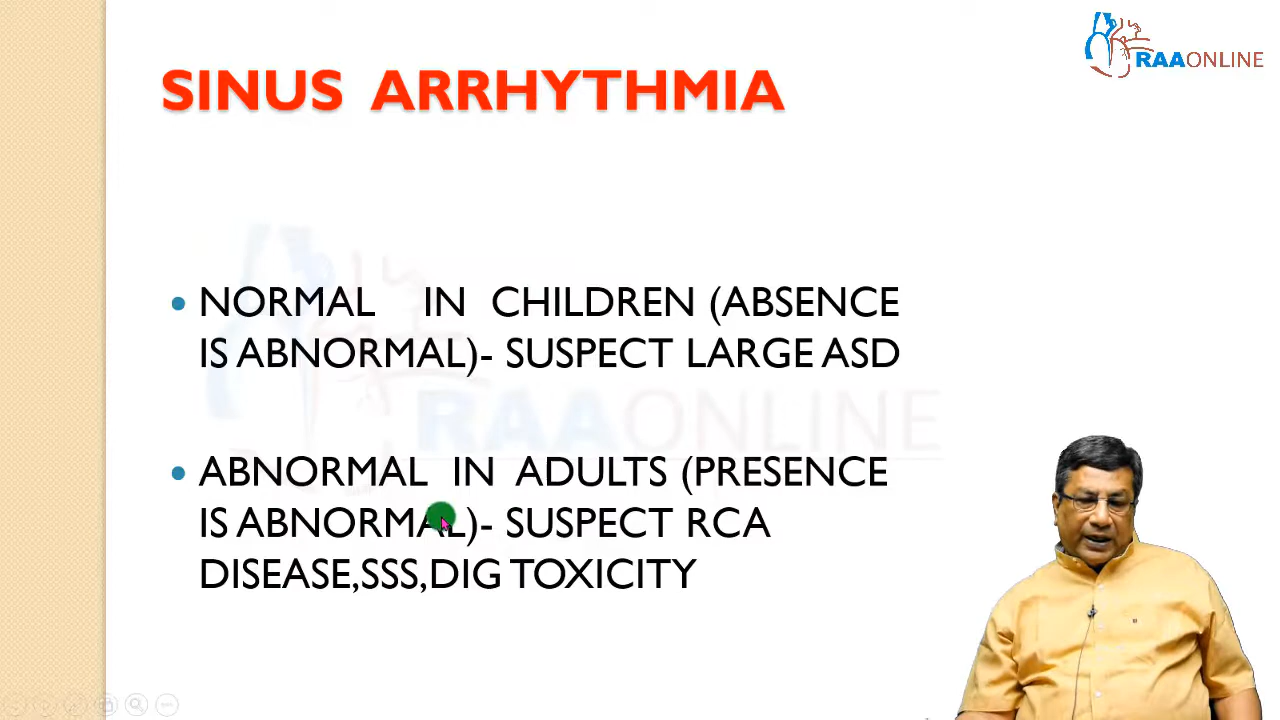 RAAONLINE
SINUS ARRHYTHMIA
NORMAL IN CHILDREN (ABSENCE
IS ABNORMAL)- SUSPECT LARGE ASD
RAAONLINE
ABNORMAL IN ADULTS (PRESENCE
IS ABNORMAL)- SUSPECT RCA
DISEASE,SSS,DIG TOXICITY